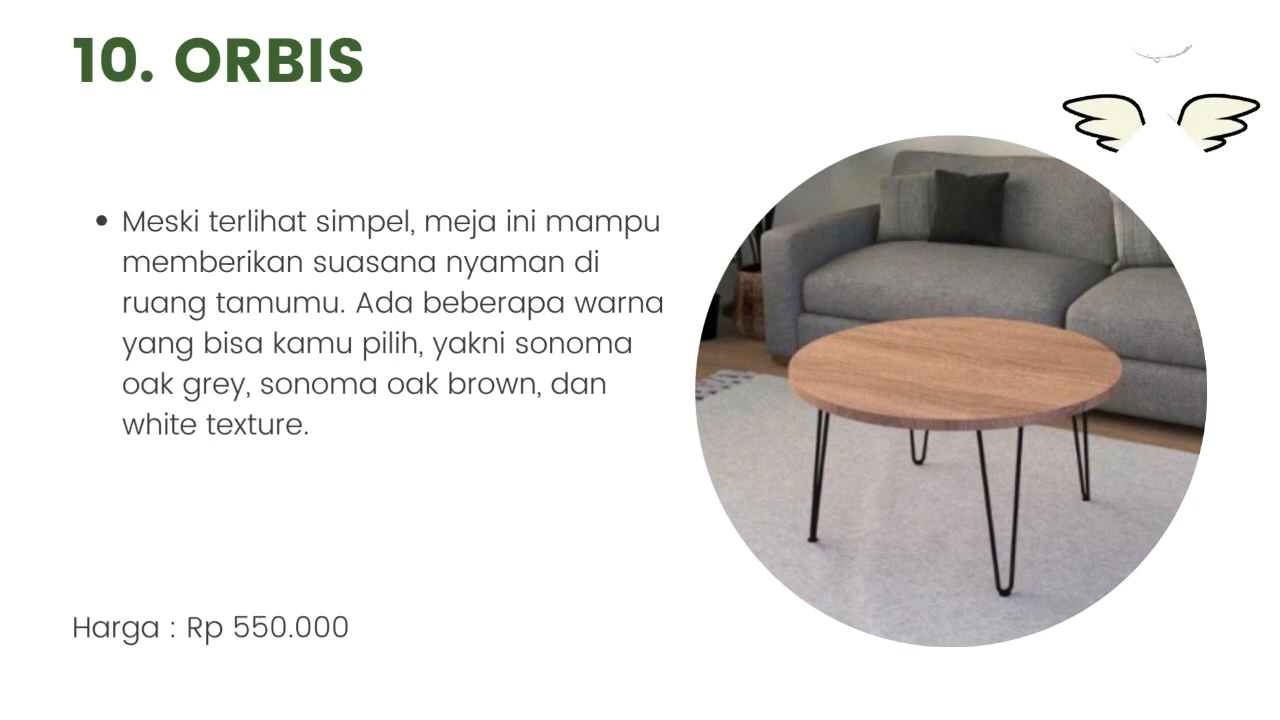 10. ORBIS
• Meski terlihat simpel, meja ini mampu
memberikan suasana nyaman di
ruang tamumu. Ada beberapa warna
yang bisa kamu pilih, yakni sonoma
oak grey, sonoma oak brown, dan
white texture.
Harga : Rp 550.000